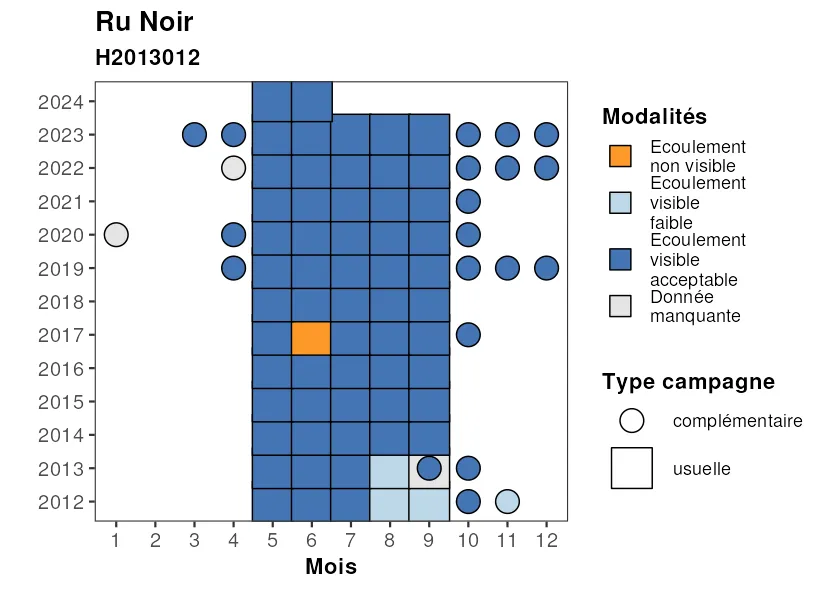 Ru Noir
H2013012
2024
2023
2022
2021
2020
2019
2018
2017
2016
2015
2014
2013
2012
1 2 3 4 5 6 7 8 9 10 11 12
Mois
Modalités
Ecoulement
non visible
Ecoulement
visible
faible
Ecoulement
visible
acceptable
Donnée
manquante
Type campagne
complémentaire
usuelle